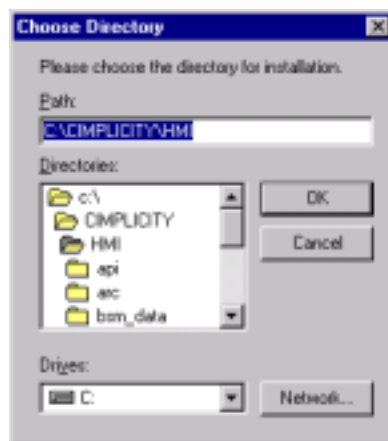 Choose Directory
Please choose the directory for installation.
Path:
C:\CIMPLICITY\HMI
Directories:
c:\
CIMPLICITY
HMI
api
arc
bsm_data
OK
Cancel
Drives:
C:
Network...